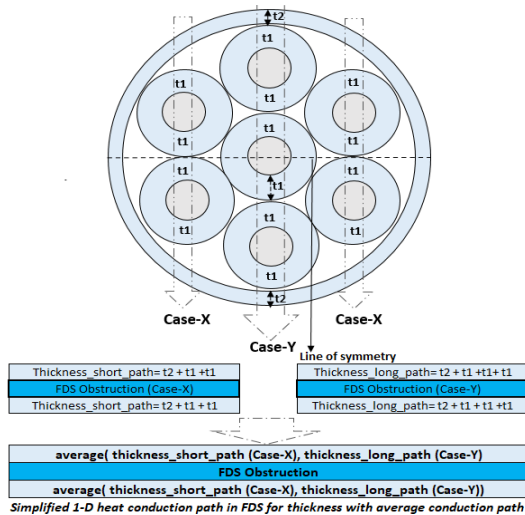 t2
t1
t1
t1
t1
t1
t1
t1
t1
t1
t1
t1
t1
t1
t1
t2
Case-X
Case-Y
Case-X
Line of symmetry
Thickness_short_path= t2 + t1 +t1
FDS Obstruction (Case-X)
Thickness_short_path= t2 + t1 + t1
Thickness_long_path= t2 + t1 +t1+ t1
FDS Obstruction (Case-Y)
Thickness_long_path= t2 + t1 + t1 + t1
average( thickness_short_path (Case-X), thickness_long_path (Case-Y)
FDS Obstruction
average( thickness_short_path (Case-X), thickness_long_path (Case-Y))
Simplified 1-D heat conduction path in FDS for thickness with average conduction path